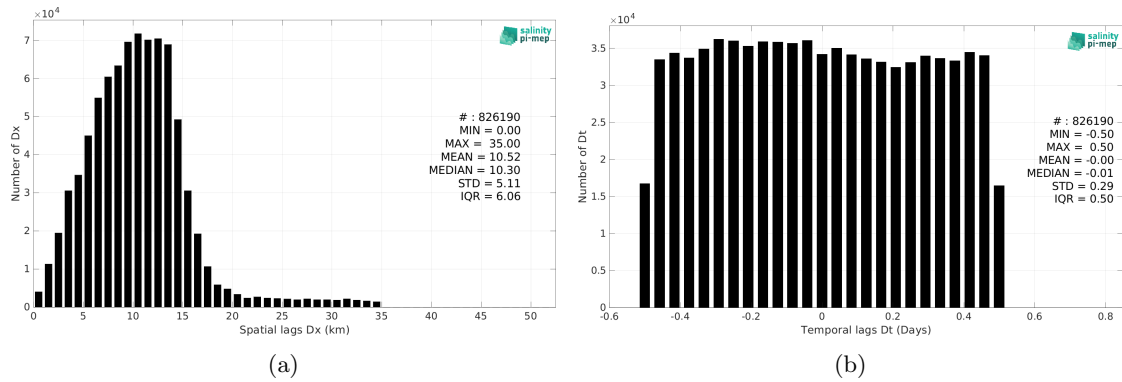 ×10⁴
7
6
5
4
3
2
1
0
Number of Dx
0 5 10 15 20 25 30 35 40 45 50
Spatial lags Dx (km)
salinity
pi-mep
# : 826190
MIN = 0.00
MAX = 35.00
MEAN = 10.52
MEDIAN = 10.30
STD = 5.11
IQR = 6.06
(a)
×10⁴
3.5
3
2.5
2
1.5
1
0.5
0
Number of Dt
-0.6 -0.4 -0.2 0 0.2 0.4 0.6 0.8
Temporal lags Dt (Days)
salinity
pi-mep
# : 826190
MIN = -0.50
MAX = 0.50
MEAN = -0.00
MEDIAN = -0.01
STD = 0.29
IQR = 0.50
(b)